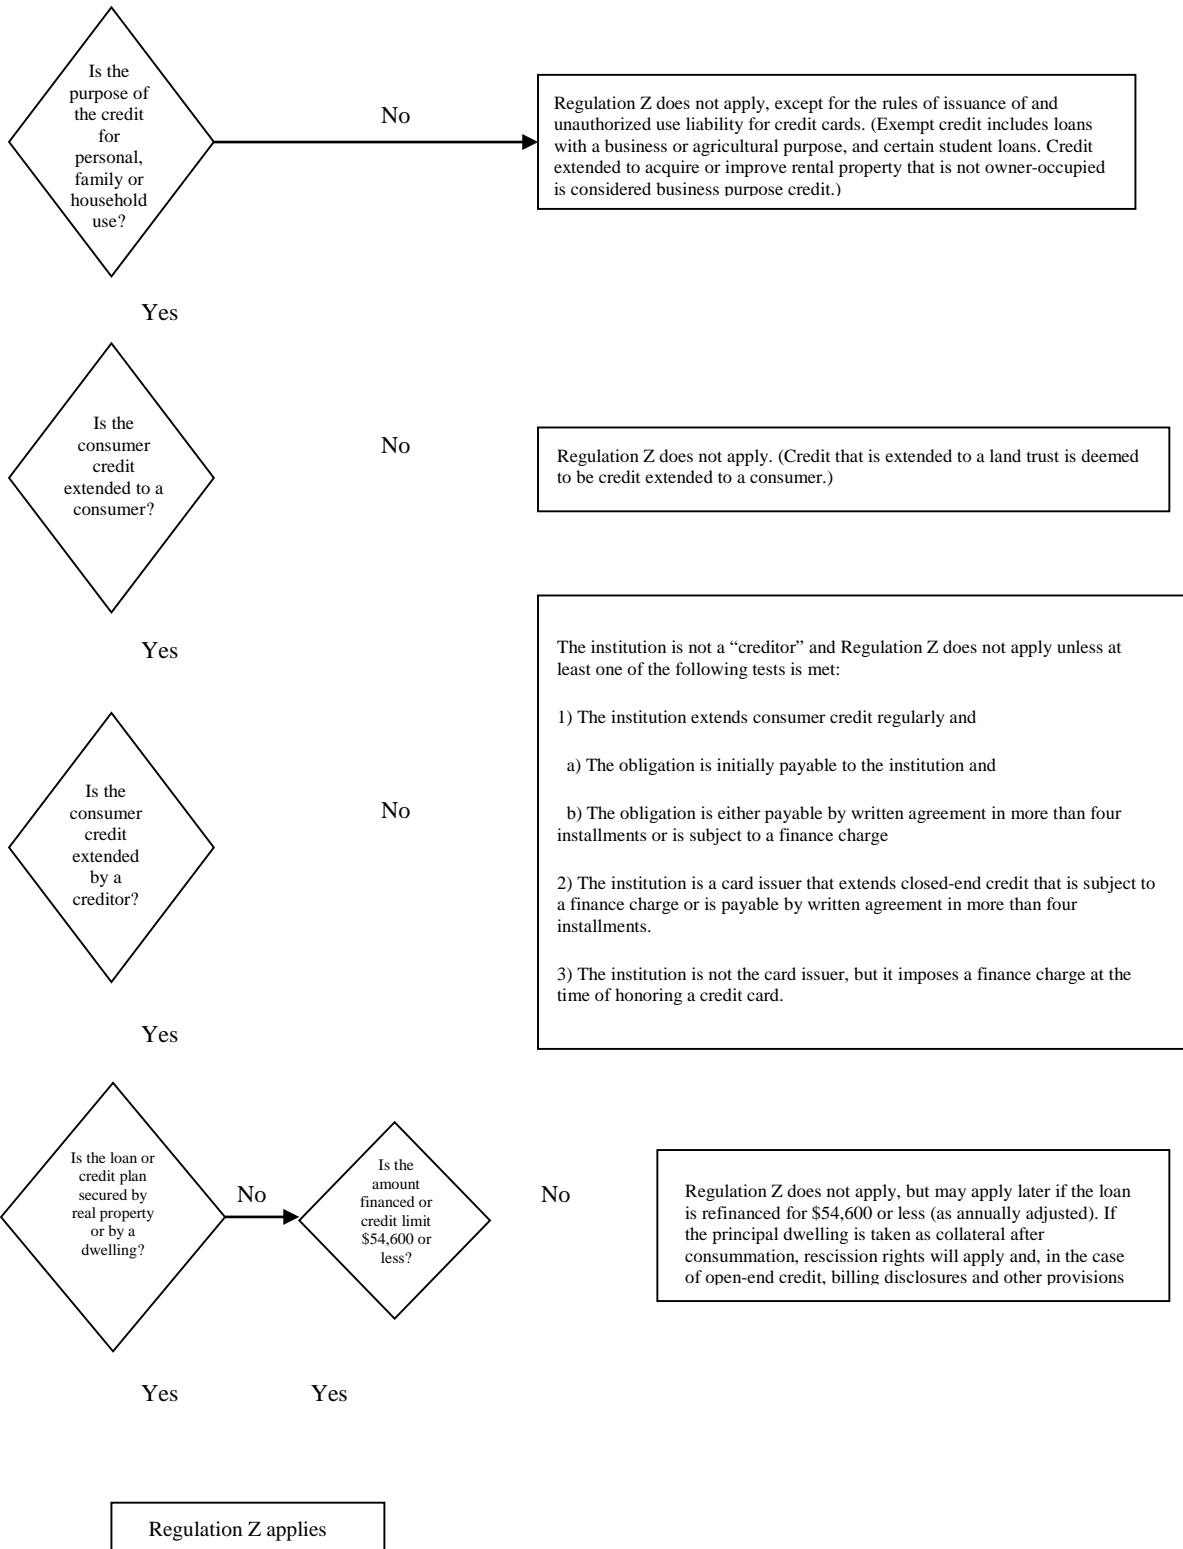 Is the
purpose of
the credit
for
personal,
family or
household
use?
No
Regulation Z does not apply, except for the rules of issuance of and
unauthorized use liability for credit cards. (Exempt credit includes loans
with a business or agricultural purpose, and certain student loans. Credit
extended to acquire or improve rental property that is not owner-occupied
is considered business purpose credit.)
Yes
Is the
consumer
credit
extended to a
consumer?
No
Regulation Z does not apply. (Credit that is extended to a land trust is deemed
to be credit extended to a consumer.)
Yes
Is the
consumer
credit
extended
by a
creditor?
No
The institution is not a “creditor” and Regulation Z does not apply unless at
least one of the following tests is met:
1) The institution extends consumer credit regularly and
a) The obligation is initially payable to the institution and
b) The obligation is either payable by written agreement in more than four
installments or is subject to a finance charge
2) The institution is a card issuer that extends closed-end credit that is subject to
a finance charge or is payable by written agreement in more than four
installments.
3) The institution is not the card issuer, but it imposes a finance charge at the
time of honoring a credit card.
Yes
Is the loan or
credit plan
secured by
real property
or by a
dwelling?
No
Is the
amount
financed or
credit limit
$54,600 or
less?
No
Regulation Z does not apply, but may apply later if the loan
is refinanced for $54,600 or less (as annually adjusted). If
the principal dwelling is taken as collateral after
consummation, rescission rights will apply and, in the case
of open-end credit, billing disclosures and other provisions
Yes
Yes
Regulation Z applies